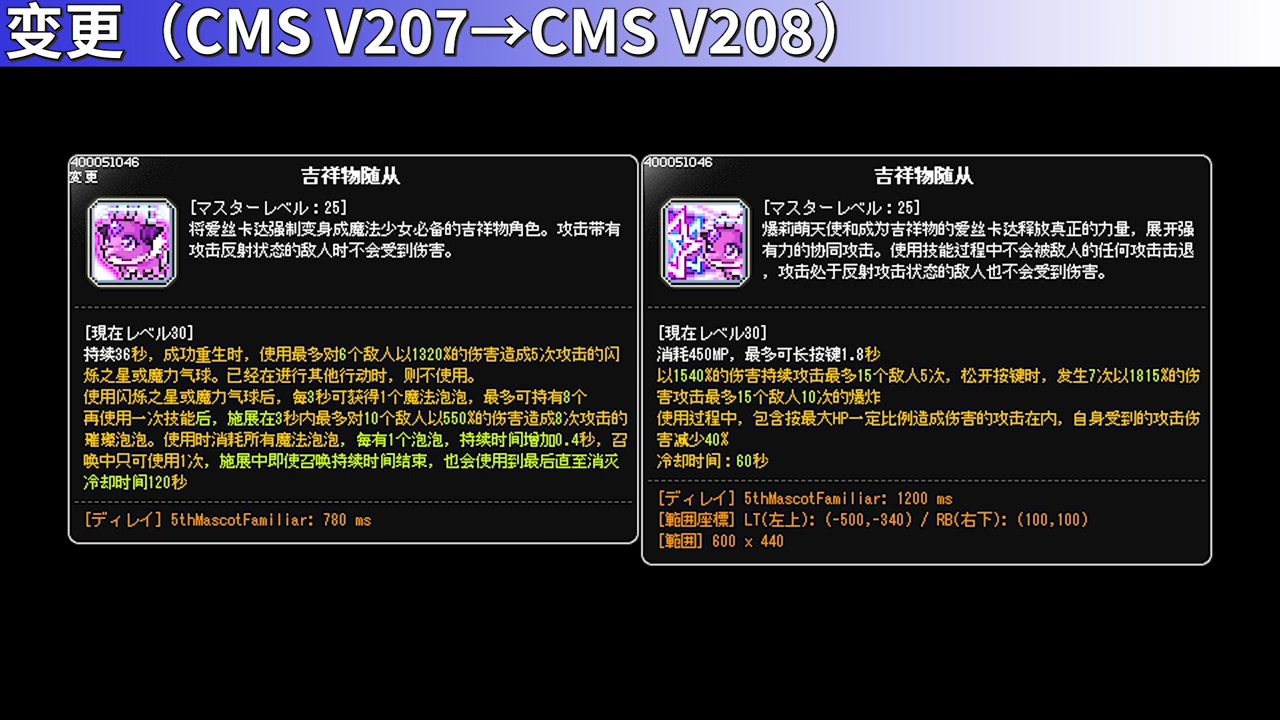 变更（CMS V207→CMS V208）
400051046
变更
吉祥物随从
[マスターレベル：25]
将爱丝卡达强制变身成魔法少女必备的吉祥物角色。攻击带有
攻击反射状态的敌人时不会受到伤害。
[現在レベル30]
持续36秒，成功重生时，使用最多对6个敌人以1320%的伤害造成5次攻击的闪
烁之星或魔力气球。已经在进行其他行动时，则不使用。
使用闪烁之星或魔力气球后，每3秒可获得1个魔法泡泡，最多可持有8个
再使用一次技能后，施展在3秒内最多对10个敌人以550%的伤害造成8次攻击的
璀璨泡泡。使用时消耗所有魔法泡泡，每有1个泡泡，持续时间增加0.4秒，召
唤中只可使用1次，施展中即使召唤持续时间结束，也会使用到最后直至消灭
冷却时间120秒
[ディレイ] 5thMascotFamiliar: 780 ms
400051046
吉祥物随从
[マスターレベル：25]
爆莉萌天使和成为吉祥物的爱丝卡达释放真正的力量，展开强
有力的协同攻击。使用技能过程中不会被敌人的任何攻击击退
，攻击处于反射攻击状态的敌人也不会受到伤害。
[現在レベル30]
消耗450MP，最多可长按键1.8秒
以1540%的伤害持续攻击最多15个敌人5次，松开按键时，发生7次以1815%的伤
害攻击最多15个敌人10次的爆炸
使用过程中，包含按最大HP一定比例造成伤害的攻击在内，自身受到的攻击伤
害减少40%
冷却时间：60秒
[ディレイ] 5thMascotFamiliar: 1200 ms
[範囲座標] LT(左上): (-500,-340) / RB(右下): (100,100)
[範囲] 600 x 440